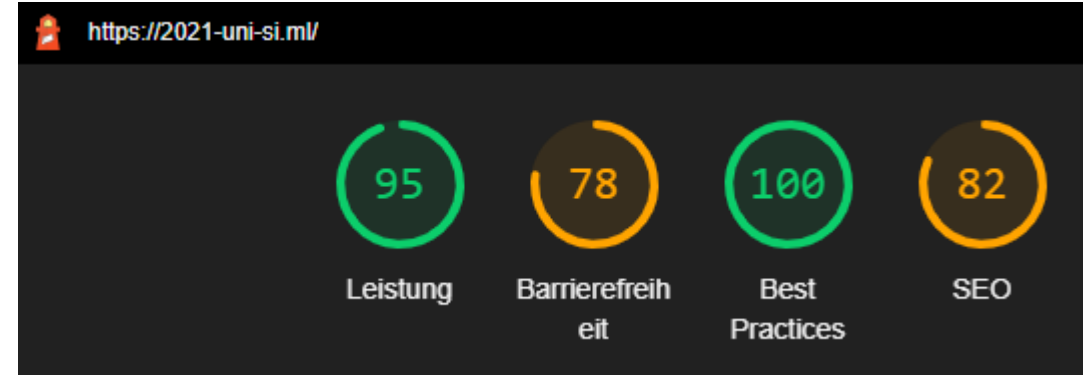 https://2021-uni-si.ml/
95
78
100
82
Leistung
Barrierefreih
eit
Best
Practices
SEO